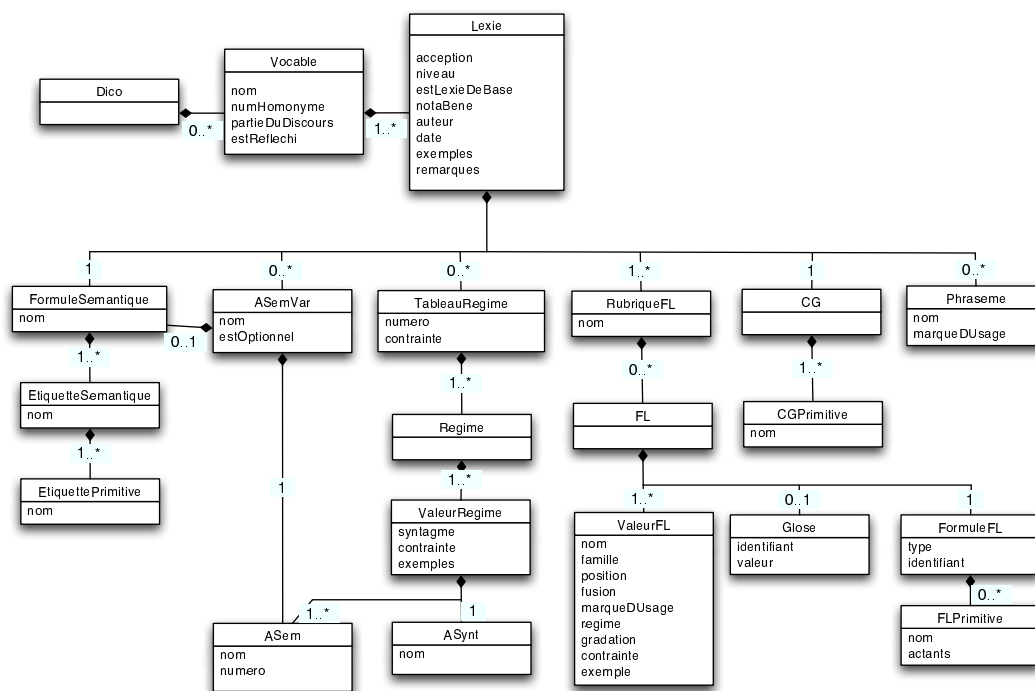 Lexie
acception
niveau
estLexieDeBase
notaBene
auteur
date
exemples
remarques
Vocable
nom
numHomonyme
partieDuDiscours
estReflechi
Dico
0..*
1..*
1
0..*
0..*
1..*
1
0..*
FormuleSemantique
nom
ASemVar
nom
estOptionnel
TableauRegime
numero
contrainte
RubriqueFL
nom
CG
Phraseme
nom
marqueDUsage
0..1
1..*
1..*
0..*
1..*
EtiquetteSemantique
nom
Regime
FL
CGPrimitive
nom
1..*
1
1..*
EtiquettePrimitive
nom
ValeurRegime
syntagme
contrainte
exemples
1..*
0..1
1
ValeurFL
nom
famille
position
fusion
marqueDUsage
regime
gradation
contrainte
exemple
Glose
identifiant
valeur
FormuleFL
type
identifiant
0..*
FLPrimitive
nom
actants
1..*
1
ASem
nom
numero
ASynt
nom